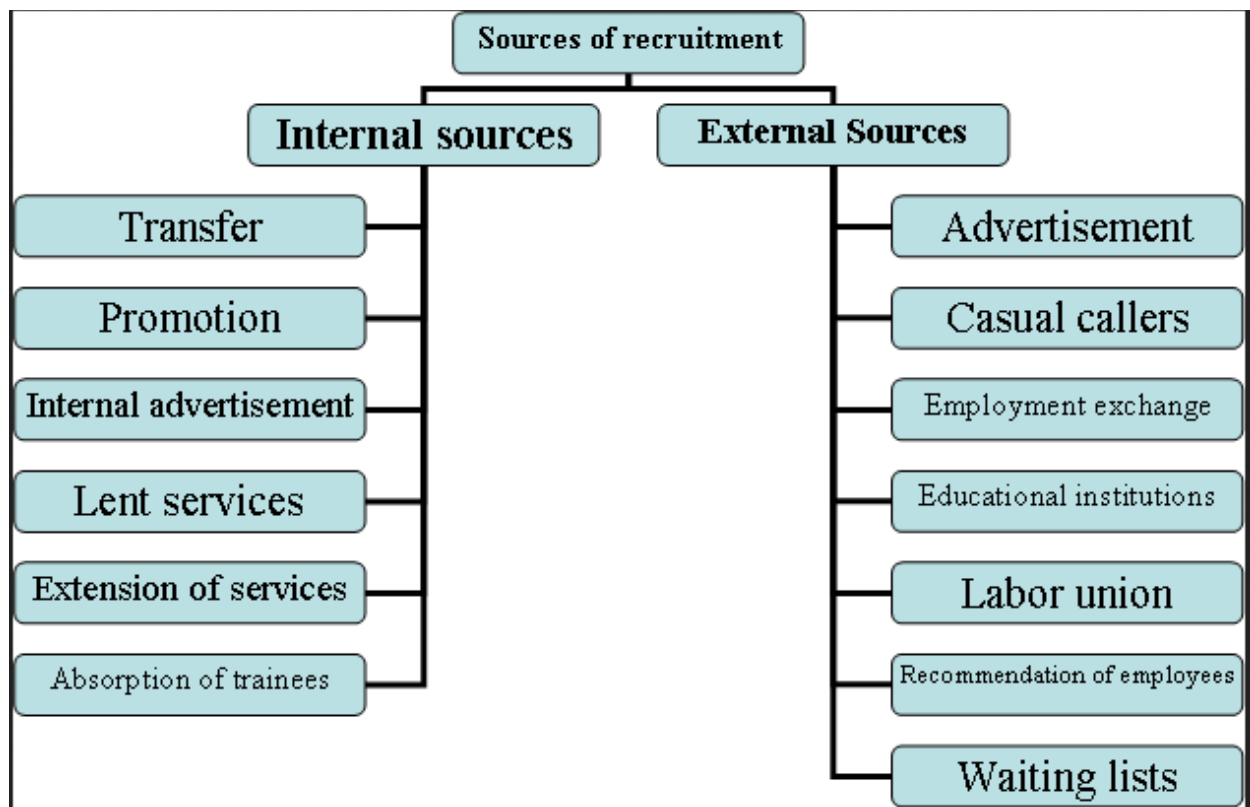 Sources of recruitment
Internal sources
External Sources
Transfer
Promotion
Internal advertisement
Lent services
Extension of services
Absorption of trainees
Advertisement
Casual callers
Employment exchange
Educational institutions
Labor union
Recommendation of employees
Waiting lists